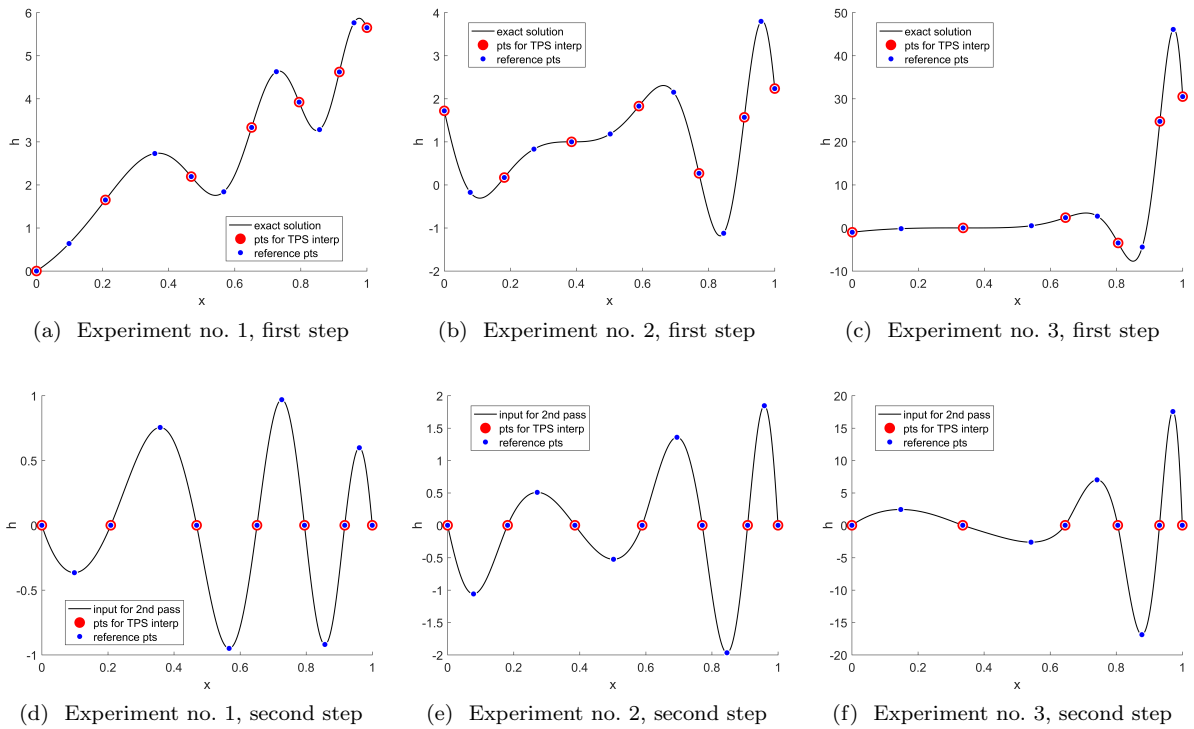 6
5
4
3
2
1
0
h
exact solution
pts for TPS interp
reference pts
0
0.2
0.4
0.6
0.8
1
x
(a) Experiment no. 1, first step
4
3
2
1
0
-1
-2
h
exact solution
pts for TPS interp
reference pts
0
0.2
0.4
0.6
0.8
1
x
(b) Experiment no. 2, first step
50
40
30
20
10
0
-10
h
exact solution
pts for TPS interp
reference pts
0
0.2
0.4
0.6
0.8
1
x
(c) Experiment no. 3, first step
1
0.5
0
-0.5
-1
h
input for 2nd pass
pts for TPS interp
reference pts
0
0.2
0.4
0.6
0.8
1
x
(d) Experiment no. 1, second step
2
1.5
1
0.5
0
-0.5
-1
-1.5
-2
h
input for 2nd pass
pts for TPS interp
reference pts
0
0.2
0.4
0.6
0.8
1
x
(e) Experiment no. 2, second step
20
15
10
5
0
-5
-10
-15
-20
h
input for 2nd pass
pts for TPS interp
reference pts
0
0.2
0.4
0.6
0.8
1
x
(f) Experiment no. 3, second step